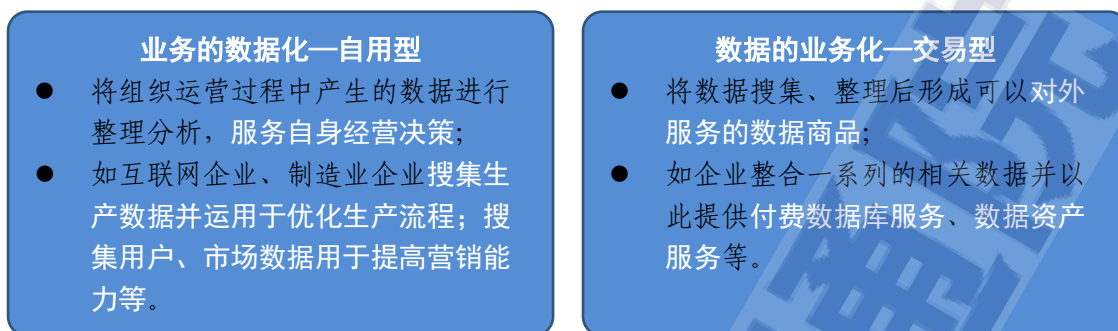 业务的数据化—自用型
● 将组织运营过程中产生的数据进行
整理分析，服务自身经营决策；
● 如互联网企业、制造业企业搜集生
产数据并运用于优化生产流程；搜
集用户、市场数据用于提高营销能
力等。
数据的业务化—交易型
● 将数据搜集、整理后形成可以对外
服务的数据商品；
● 如企业整合一系列的相关数据并以
此提供付费数据库服务、数据资产
服务等。